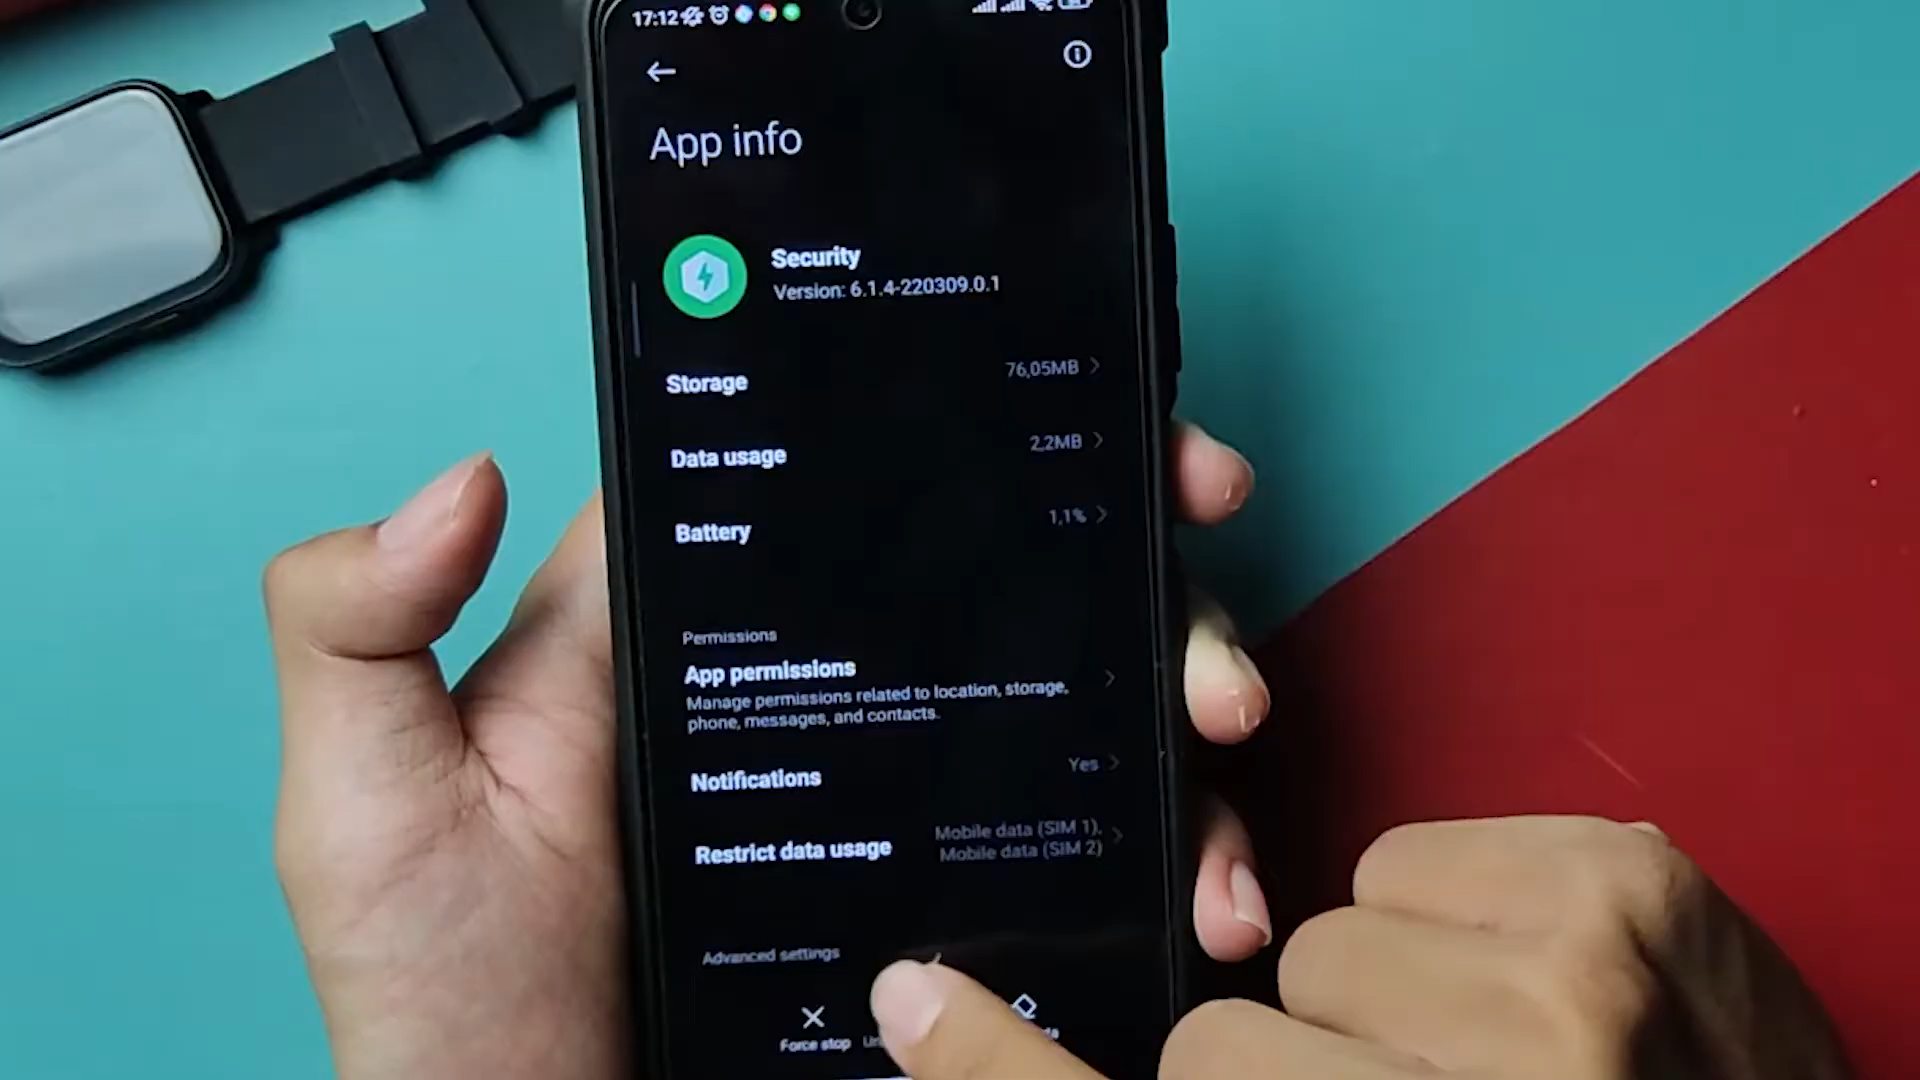 17:12
App info
Security
Version: 6.1.4-220309.0.1
Storage
76,05MB
Data usage
2,2MB
Battery
1,1%
Permissions
App permissions
Manage permissions related to location, storage,
phone, messages, and contacts.
Notifications
Yes
Restrict data usage
Mobile data (SIM 1),
Mobile data (SIM 2)
Advanced settings
Force stop